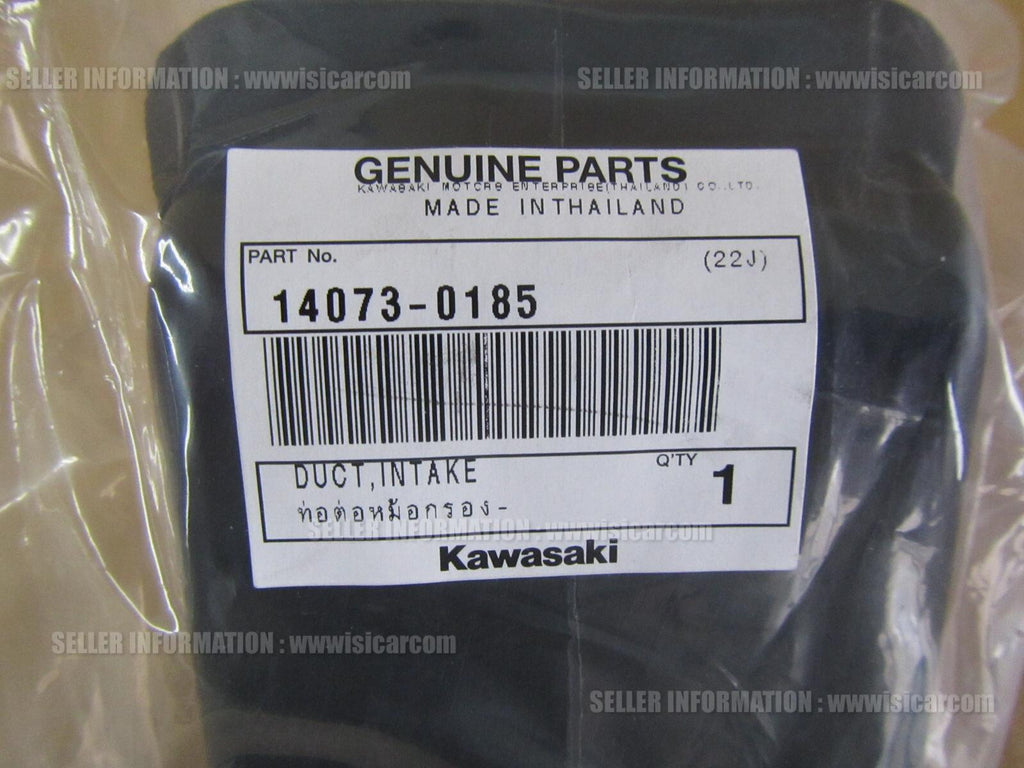 SELLER INFORMATION : wwwisicarcom
SELLER INFORMATION : wwwisicarcom
GENUINE PARTS
KAWASAKI MOTORS ENTERPRISE(THAILAND) CO.,LTD.
MADE INTHAILAND
PART No.
(22J)
14073-0185
DUCT,INTAKE
Q'TY
1
ท่อต่อหม้อกรอง-
SELLER INFORMATION : wwwisicarcom
Kawasaki
SELLER INFORMATION : wwwisicarcom
SELLER INFORMATION : wwwisicarcom